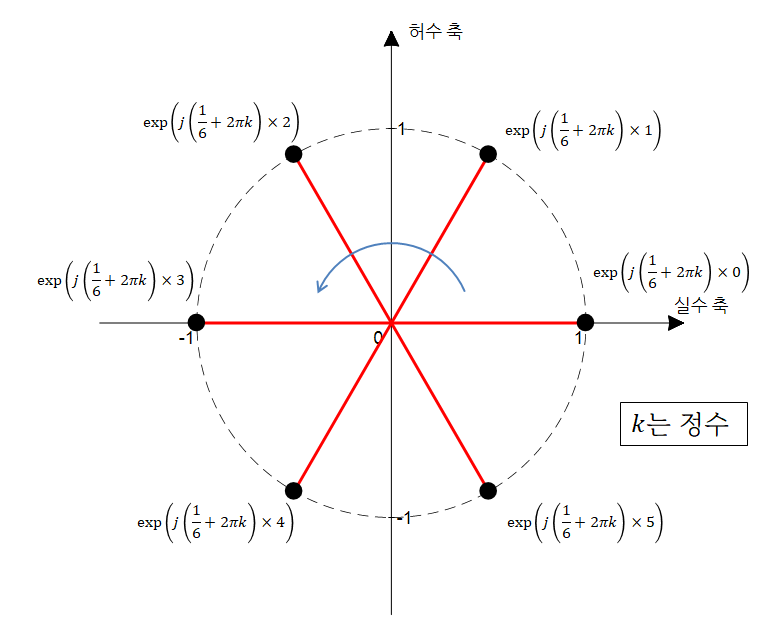 허수 축
exp(j(1/6 + 2πk) × 2)
1
exp(j(1/6 + 2πk) × 1)
exp(j(1/6 + 2πk) × 3)
exp(j(1/6 + 2πk) × 0)
실수 축
-1
0
1
k는 정수
exp(j(1/6 + 2πk) × 4)
-1
exp(j(1/6 + 2πk) × 5)